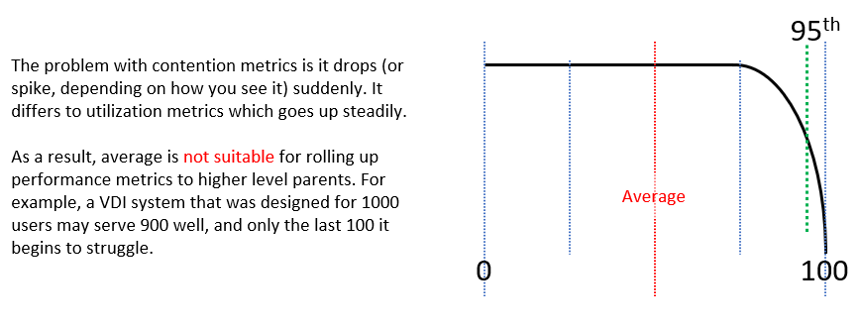 The problem with contention metrics is it drops (or
spike, depending on how you see it) suddenly. It
differs to utilization metrics which goes up steadily.
As a result, average is not suitable for rolling up
performance metrics to higher level parents. For
example, a VDI system that was designed for 1000
users may serve 900 well, and only the last 100 it
begins to struggle.
95th
Average
0
100